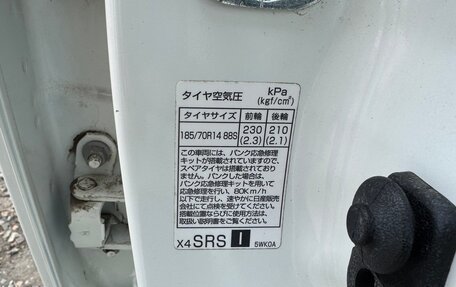 タイヤ空気圧 kPa
(kgf/cm²)
タイヤサイズ 前輪 後輪
185/70R14 88S 230 210
(2.3) (2.1)
この車両には、パンク応急修理
キットが搭載されていますので、
スペアタイヤは搭載されており
ません。パンクした場合は、
パンク応急修理キットを用いて
応急修理を行い、80Km/h
以下で走行し、速やかに日産販売
会社にて点検を受けてください。
搭載位置ならびに使用方法は、
取扱い説明書をご覧ください。
X4 SRS I 5WK0A